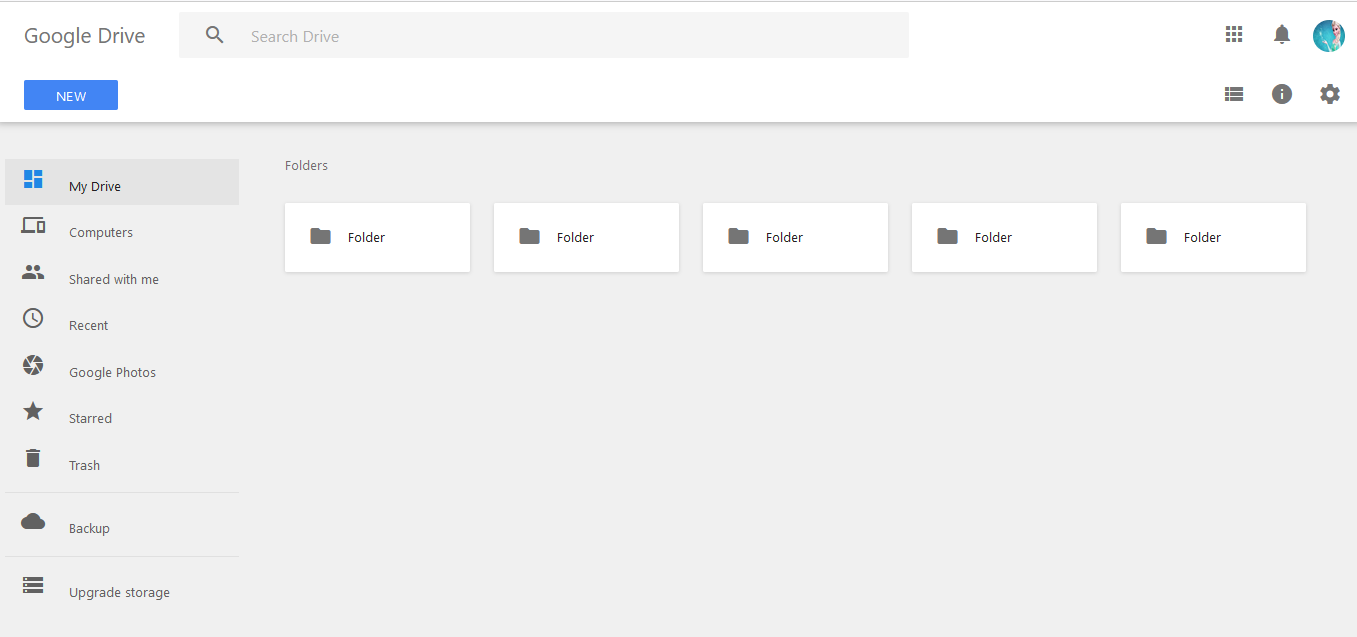 Google Drive
Search Drive
NEW
My Drive
Computers
Shared with me
Recent
Google Photos
Starred
Trash
Backup
Upgrade storage
Folders
Folder
Folder
Folder
Folder
Folder